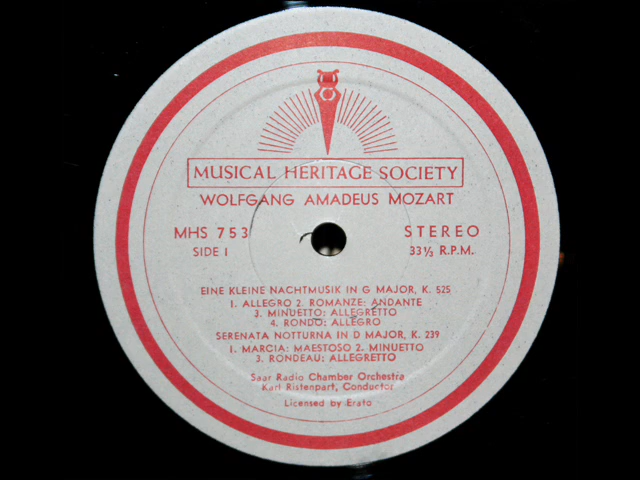 MUSICAL HERITAGE SOCIETY
WOLFGANG AMADEUS MOZART
MHS 753 STEREO
SIDE 1 33⅓ R.P.M.
EINE KLEINE NACHTMUSIK IN G MAJOR, K. 525
1. ALLEGRO 2. ROMANZE: ANDANTE
3. MINUETTO: ALLEGRETTO
4. RONDO: ALLEGRO
SERENATA NOTTURNA IN D MAJOR, K. 239
1. MARCIA: MAESTOSO 2. MINUETTO
3. RONDEAU: ALLEGRETTO
Saar Radio Chamber Orchestra
Karl Ristenpart, Conductor
Licensed by Erato